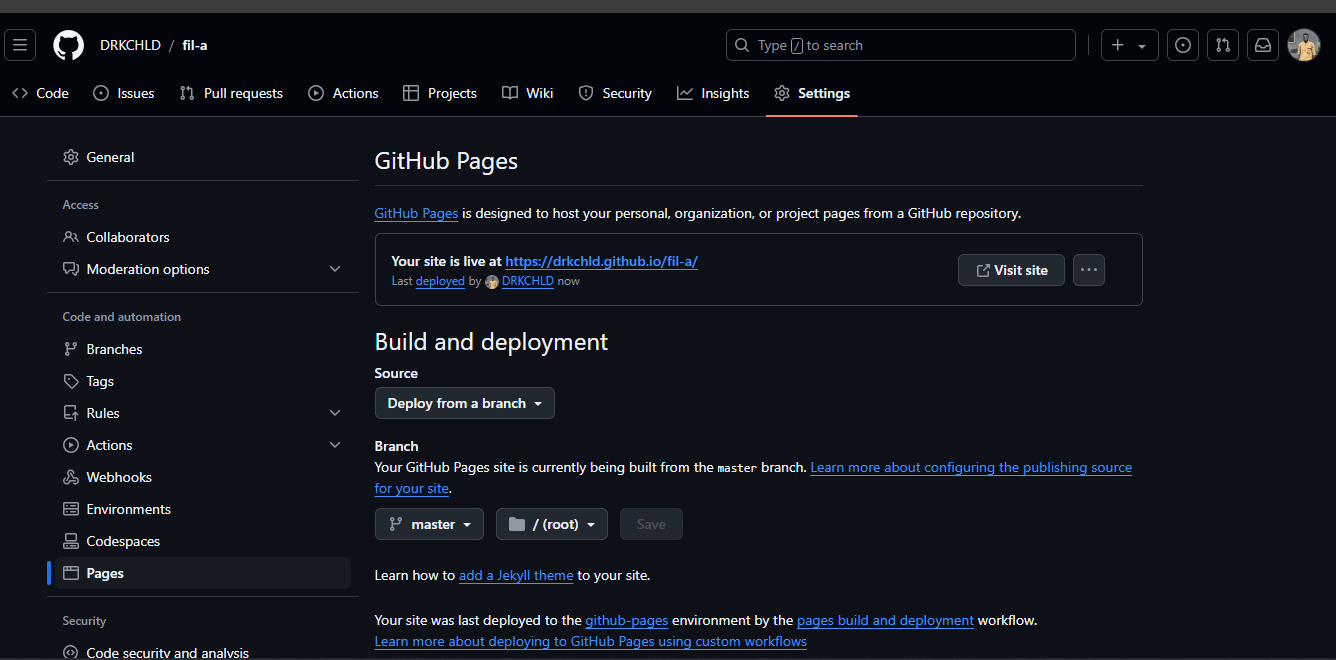 DRKCHLD / fil-a
Type / to search
Code Issues Pull requests Actions Projects Wiki Security Insights Settings
General
Access
Collaborators
Moderation options
Code and automation
Branches
Tags
Rules
Actions
Webhooks
Environments
Codespaces
Pages
Security
Code security and analysis
GitHub Pages
GitHub Pages is designed to host your personal, organization, or project pages from a GitHub repository.
Your site is live at https://drkchld.github.io/fil-a/
Last deployed by DRKCHLD now
Visit site
Build and deployment
Source
Deploy from a branch
Branch
Your GitHub Pages site is currently being built from the master branch. Learn more about configuring the publishing source
for your site.
master / (root) Save
Learn how to add a Jekyll theme to your site.
Your site was last deployed to the github-pages environment by the pages build and deployment workflow.
Learn more about deploying to GitHub Pages using custom workflows